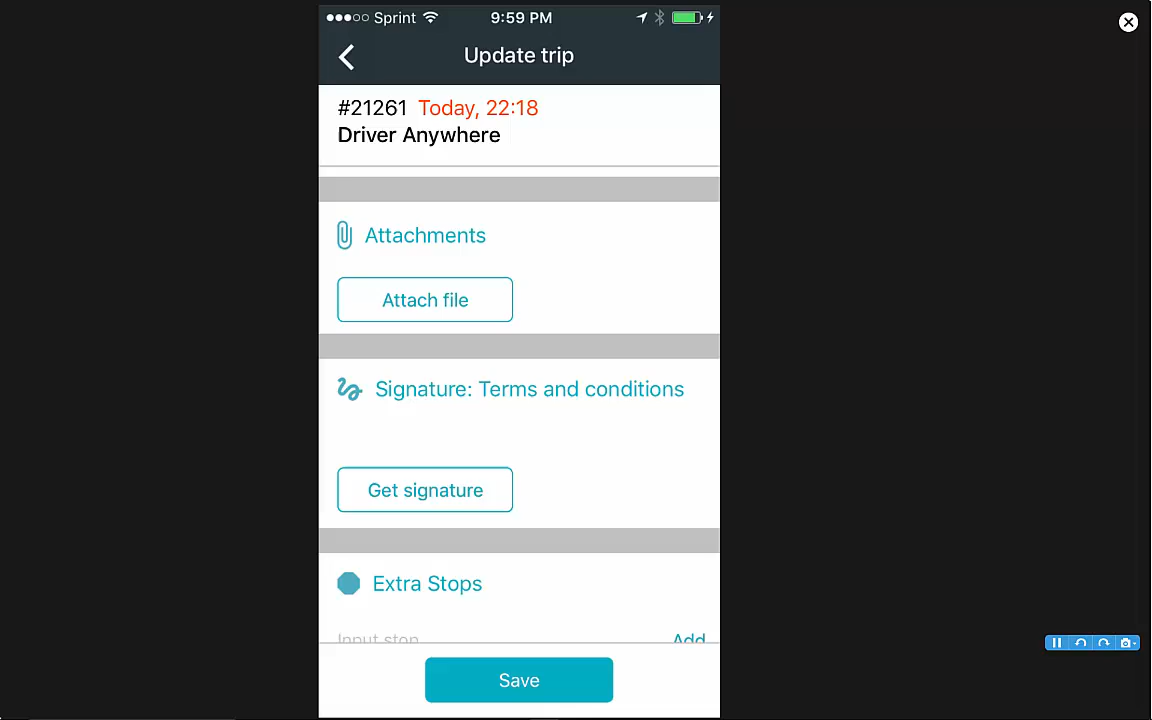 Sprint 9:59 PM
Update trip
#21261 Today, 22:18
Driver Anywhere
Attachments
Attach file
Signature: Terms and conditions
Get signature
Extra Stops
Input stop Add
Save